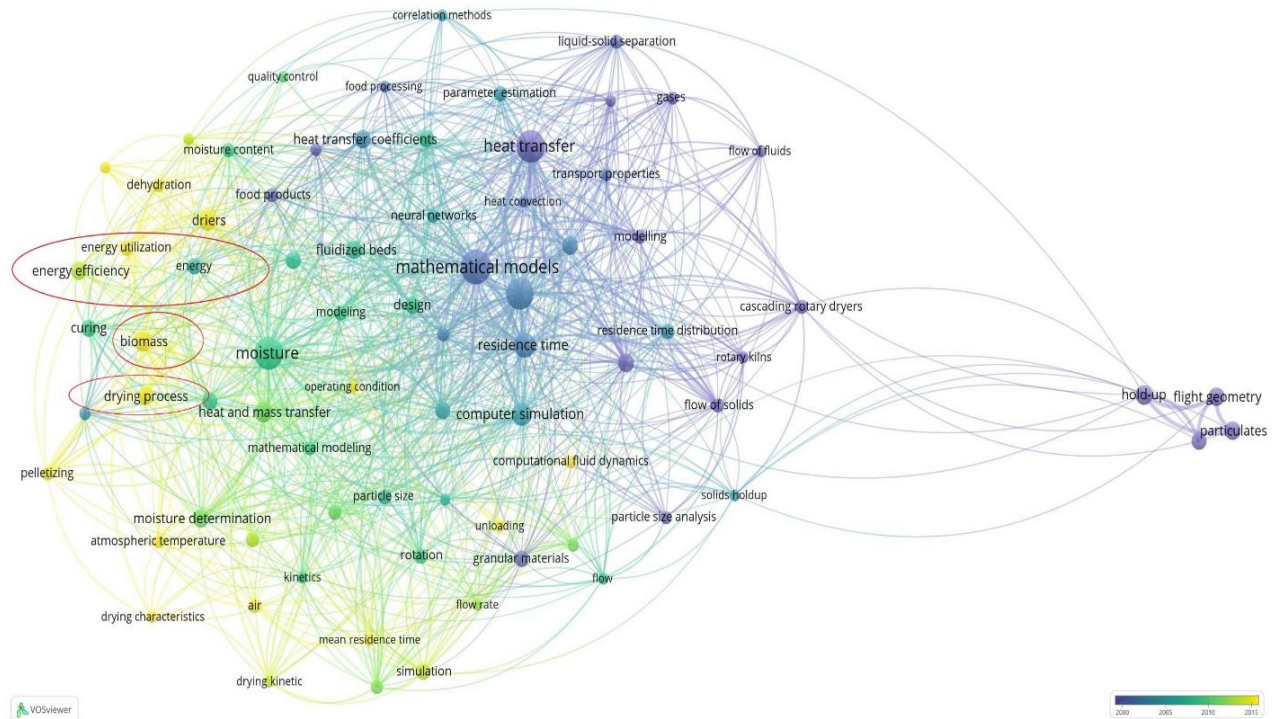 correlation methods
liquid-solid separation
quality control
food processing
parameter estimation
gases
heat transfer coefficients
heat transfer
moisture content
flow of fluids
transport properties
dehydration
food products
heat convection
neural networks
driers
modelling
energy utilization
fluidized beds
energy efficiency
energy
mathematical models
design
cascading rotary dryers
modeling
curing
residence time distribution
biomass
residence time
moisture
rotary kilns
operating condition
drying process
hold-up
flight geometry
flow of solids
heat and mass transfer
computer simulation
particulates
mathematical modeling
computational fluid dynamics
pelletizing
particle size
solids holdup
moisture determination
particle size analysis
unloading
atmospheric temperature
rotation
granular materials
kinetics
flow
air
flow rate
drying characteristics
mean residence time
simulation
drying kinetic
VOSviewer
2000 2005 2010 2015